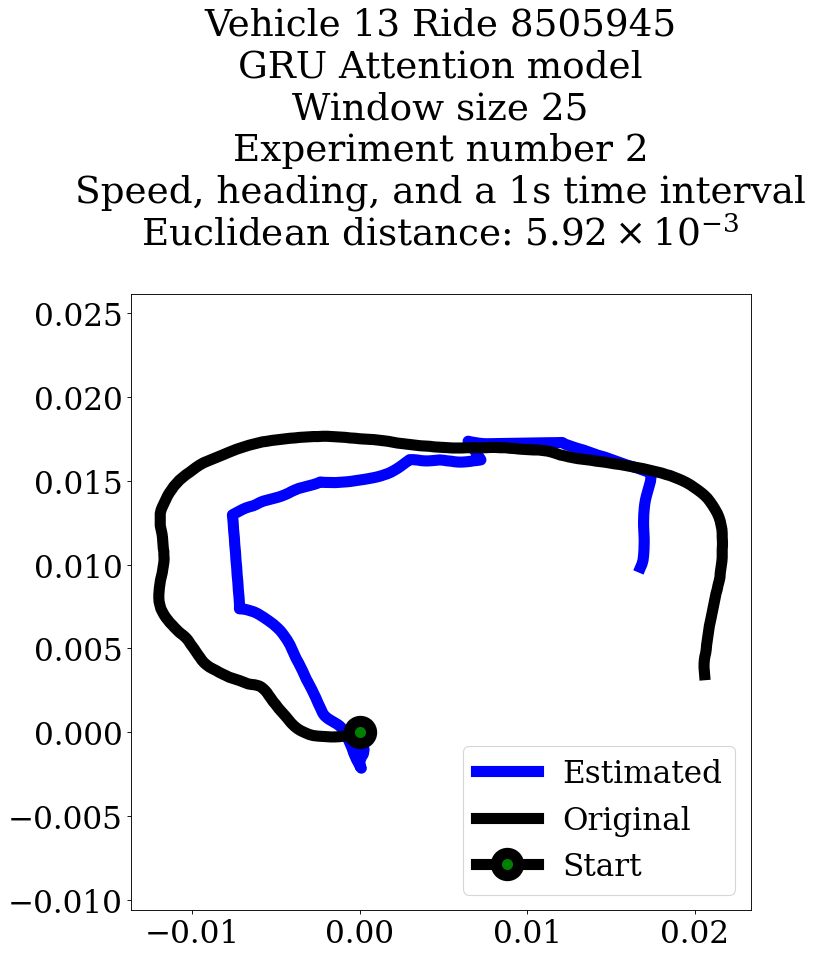 Vehicle 13 Ride 8505945
GRU Attention model
Window size 25
Experiment number 2
Speed, heading, and a 1s time interval
Euclidean distance: 5.92 × 10⁻³
0.025
0.020
0.015
0.010
0.005
0.000
−0.005
−0.010
−0.01 0.00 0.01 0.02
Estimated
Original
Start